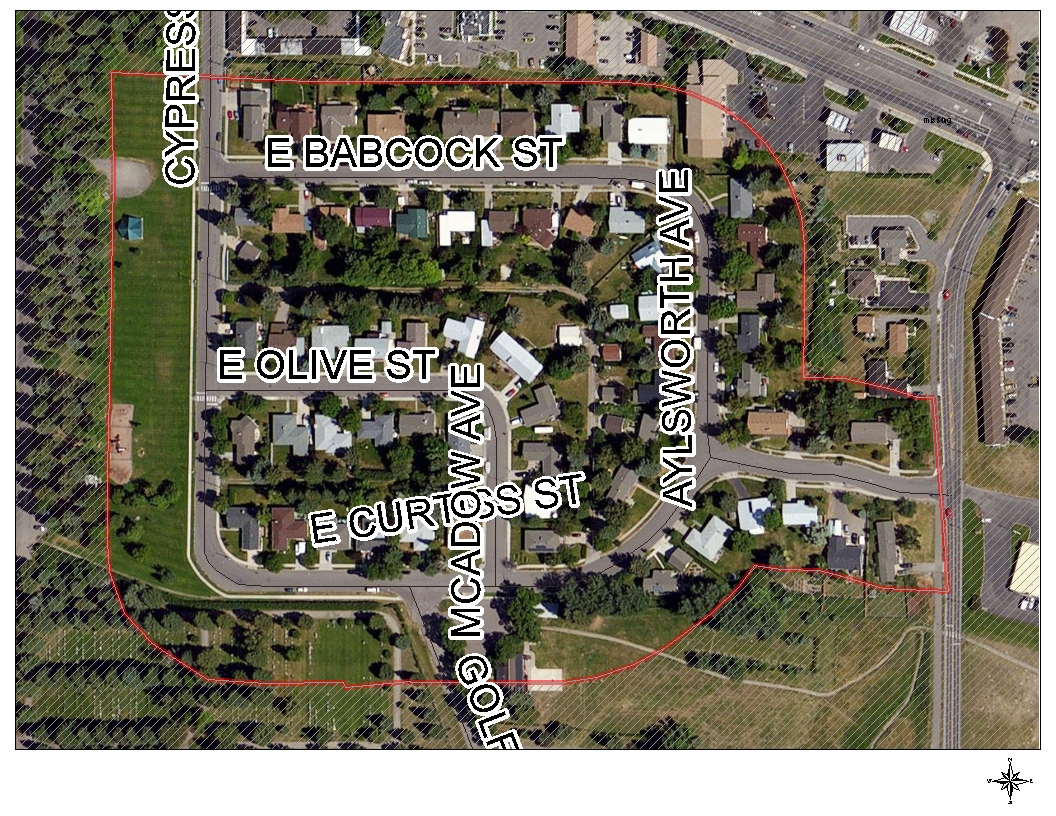 CYPRESS
E BABCOCK ST
AYLSWORTH AVE
E OLIVE ST
MCADOW AVE
E CURTISS ST
GOLF
N
W
E
S